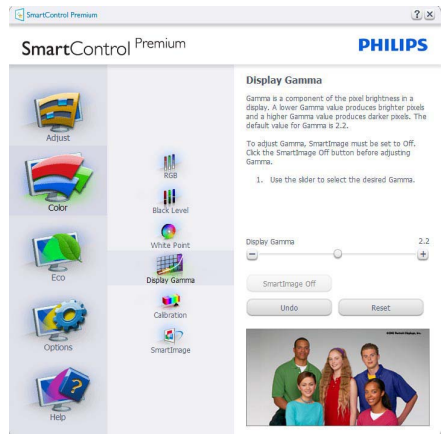 SmartControl Premium
SmartControl Premium
PHILIPS
Adjust
Color
Eco
Options
Help
RGB
Black Level
White Point
Display Gamma
Calibration
SmartImage
Display Gamma
Gamma is a component of the pixel brightness in a
display. A lower Gamma value produces brighter pixels
and a higher Gamma value produces darker pixels. The
default value for Gamma is 2.2.
To adjust Gamma, SmartImage must be set to Off.
Click the SmartImage Off button before adjusting
Gamma.
1. Use the slider to select the desired Gamma.
Display Gamma 2.2
SmartImage Off
Undo Reset